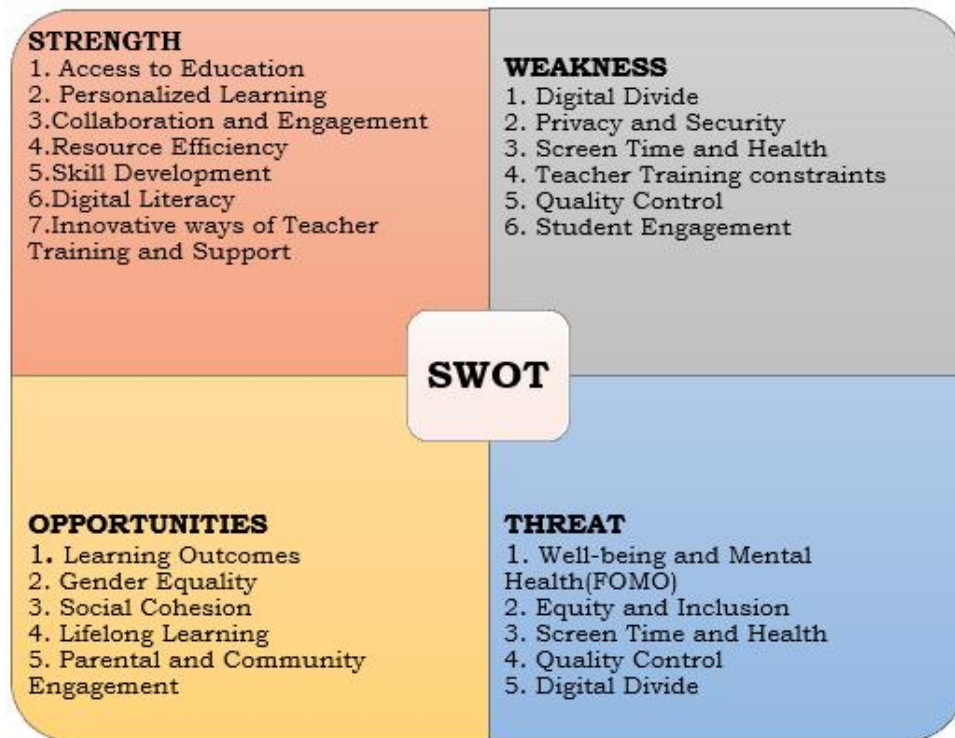 STRENGTH
1. Access to Education
2. Personalized Learning
3.Collaboration and Engagement
4.Resource Efficiency
5.Skill Development
6.Digital Literacy
7.Innovative ways of Teacher
Training and Support
WEAKNESS
1. Digital Divide
2. Privacy and Security
3. Screen Time and Health
4. Teacher Training constraints
5. Quality Control
6. Student Engagement
SWOT
OPPORTUNITIES
1. Learning Outcomes
2. Gender Equality
3. Social Cohesion
4. Lifelong Learning
5. Parental and Community
Engagement
THREAT
1. Well-being and Mental
Health(FOMO)
2. Equity and Inclusion
3. Screen Time and Health
4. Quality Control
5. Digital Divide